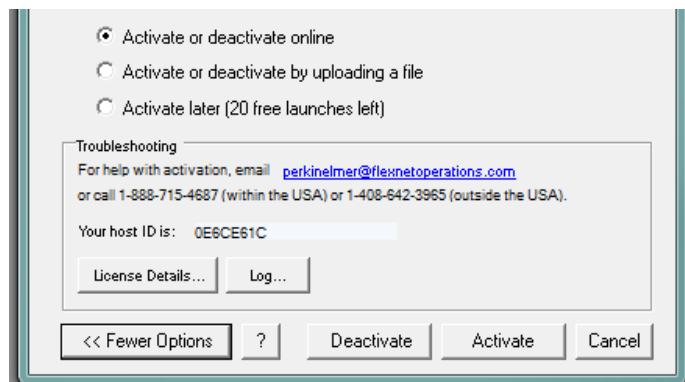 Activate or deactivate online
Activate or deactivate by uploading a file
Activate later (20 free launches left)
Troubleshooting
For help with activation, email perkinelmer@flexnetoperations.com
or call 1-888-715-4687 (within the USA) or 1-408-642-3965 (outside the USA).
Your host ID is: 0E6CE61C
License Details... Log...
<< Fewer Options ? Deactivate Activate Cancel